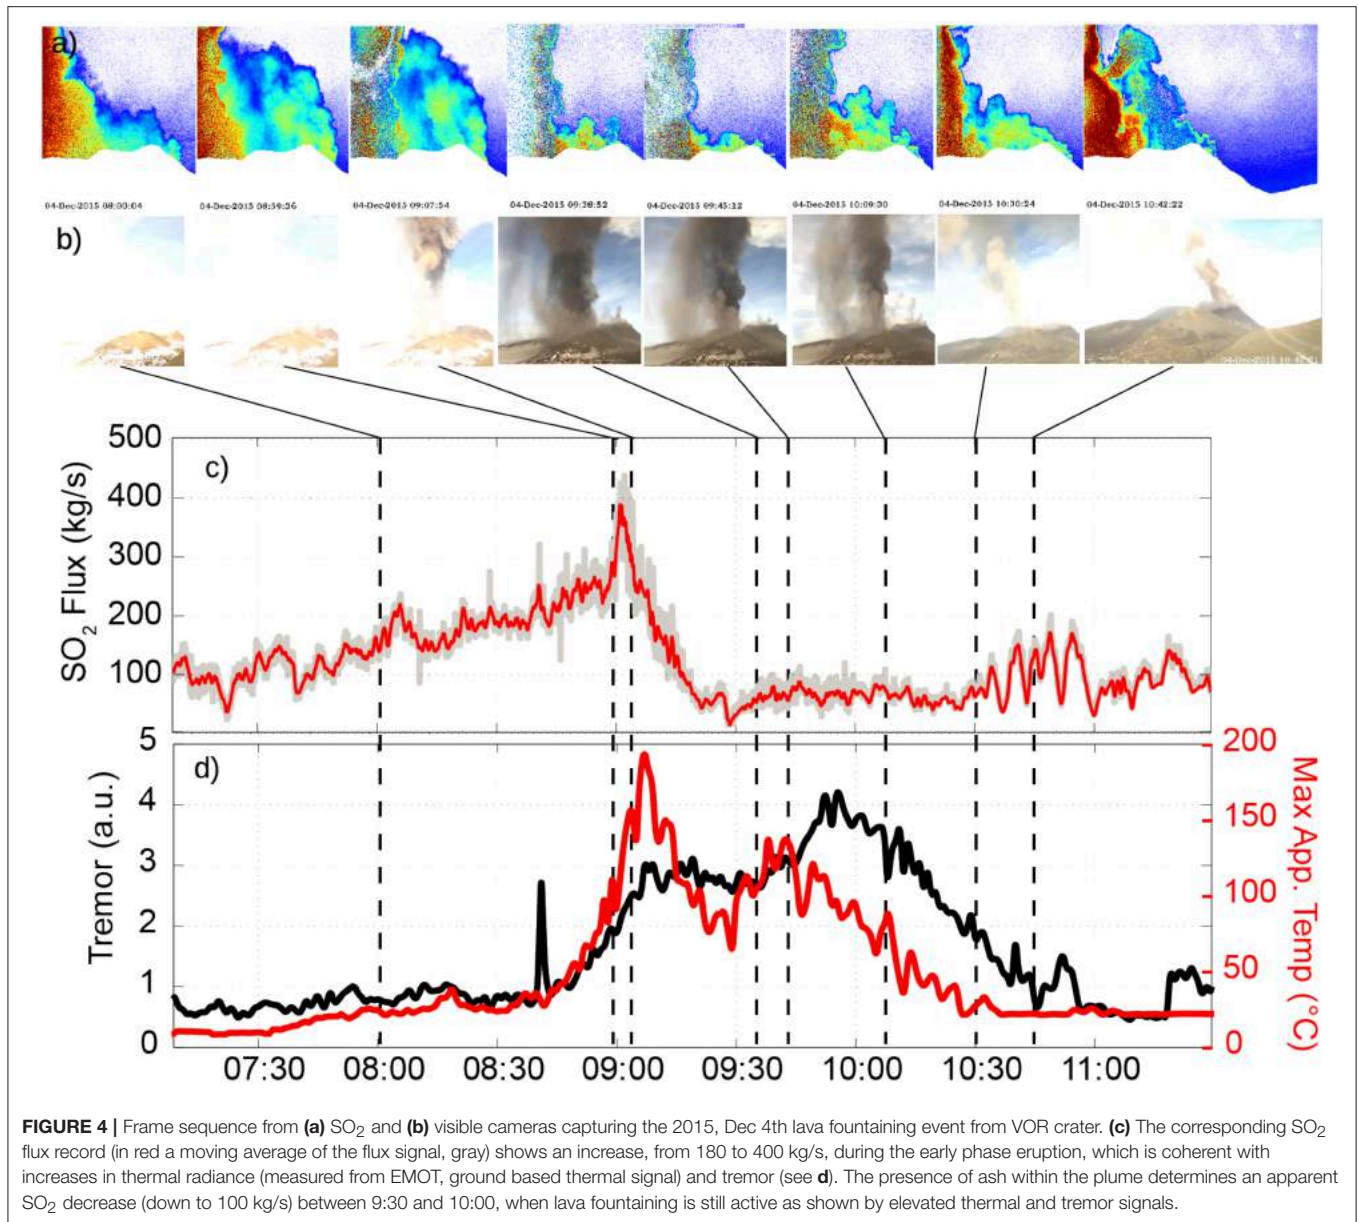 a)
04-Dec-2015 08:00:04 04-Dec-2015 08:59:26 04-Dec-2015 09:07:54 04-Dec-2015 09:38:52 04-Dec-2015 09:45:12 04-Dec-2015 10:09:30 04-Dec-2015 10:30:24 04-Dec-2015 10:42:22
b)
c)
SO2 Flux (kg/s)
500
400
300
200
100
5
d)
Tremor (a.u.)
5
4
3
2
1
0
200
150
100
50
0
Max App. Temp (°C)
07:30 08:00 08:30 09:00 09:30 10:00 10:30 11:00
FIGURE 4 | Frame sequence from (a) SO2 and (b) visible cameras capturing the 2015, Dec 4th lava fountaining event from VOR crater. (c) The corresponding SO2
flux record (in red a moving average of the flux signal, gray) shows an increase, from 180 to 400 kg/s, during the early phase eruption, which is coherent with
increases in thermal radiance (measured from EMOT, ground based thermal signal) and tremor (see d). The presence of ash within the plume determines an apparent
SO2 decrease (down to 100 kg/s) between 9:30 and 10:00, when lava fountaining is still active as shown by elevated thermal and tremor signals.